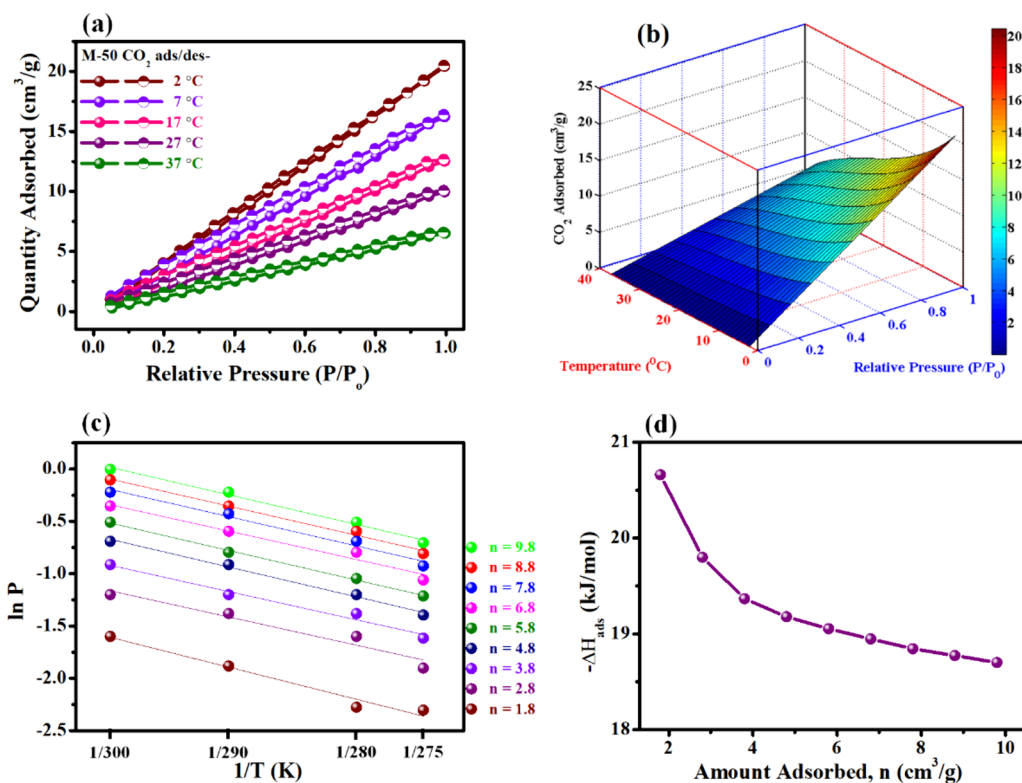 (a)
M-50 CO2 ads/des-
2 °C
7 °C
17 °C
27 °C
37 °C
Quantity Adsorbed (cm3/g)
20
15
10
5
0
0.0 0.2 0.4 0.6 0.8 1.0
Relative Pressure (P/Po)
(b)
CO2 Adsorbed (cm3/g)
25
20
15
10
5
0
40
30
20
10
0
Temperature (OC)
0
0.2
0.4
0.6
0.8
1
Relative Pressure (P/P0)
20
18
16
14
12
10
8
6
4
2
0
(c)
ln P
0.0
-0.5
-1.0
-1.5
-2.0
-2.5
1/300 1/290 1/280 1/275
1/T (K)
n = 9.8
n = 8.8
n = 7.8
n = 6.8
n = 5.8
n = 4.8
n = 3.8
n = 2.8
n = 1.8
(d)
-ΔHads (kJ/mol)
21
20
19
18
2 4 6 8 10
Amount Adsorbed, n (cm3/g)